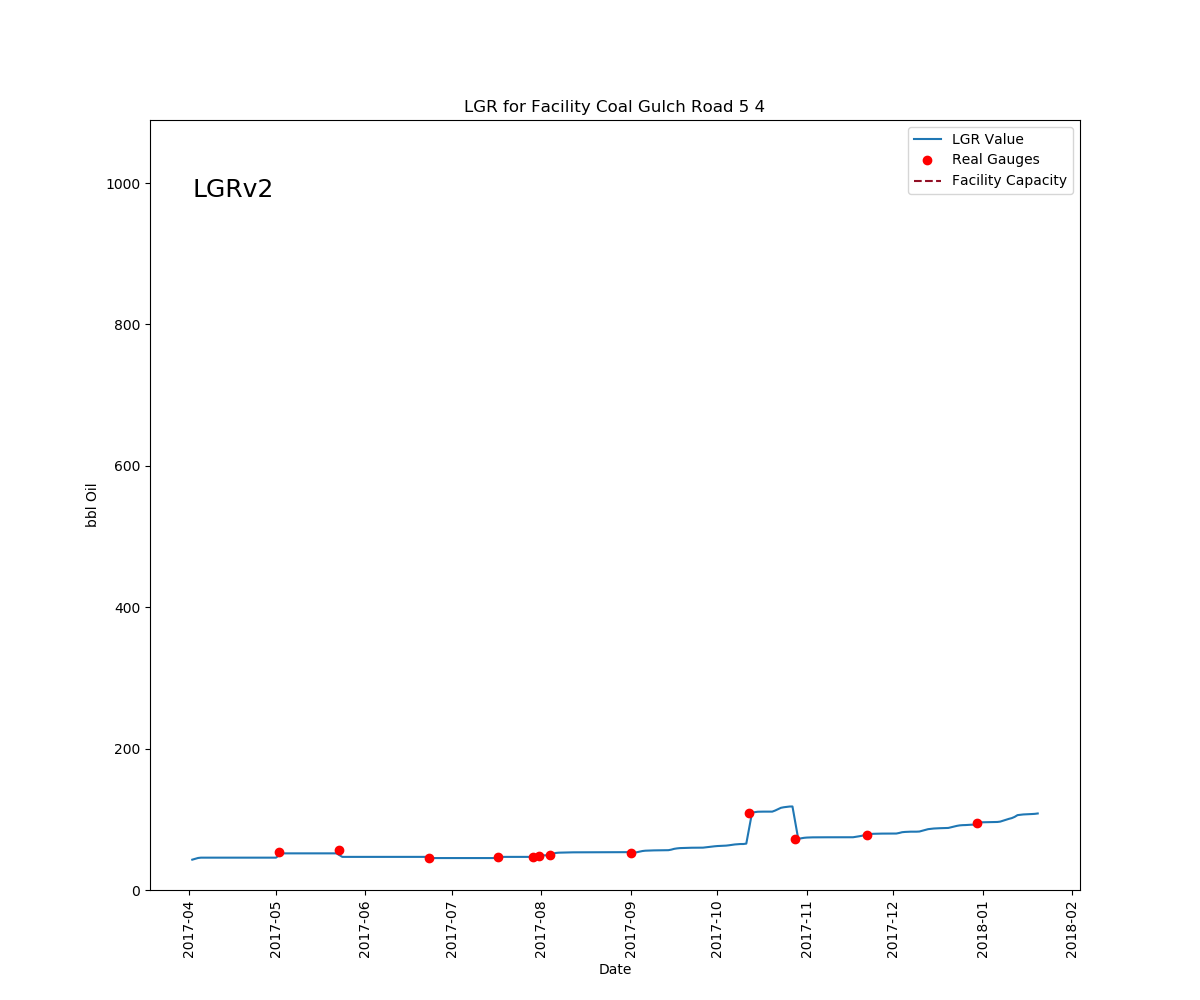 LGR for Facility Coal Gulch Road 5 4
LGRv2
LGR Value
Real Gauges
Facility Capacity
bbl Oil
1000
800
600
400
200
0
2017-04
2017-05
2017-06
2017-07
2017-08
2017-09
2017-10
2017-11
2017-12
2018-01
2018-02
Date